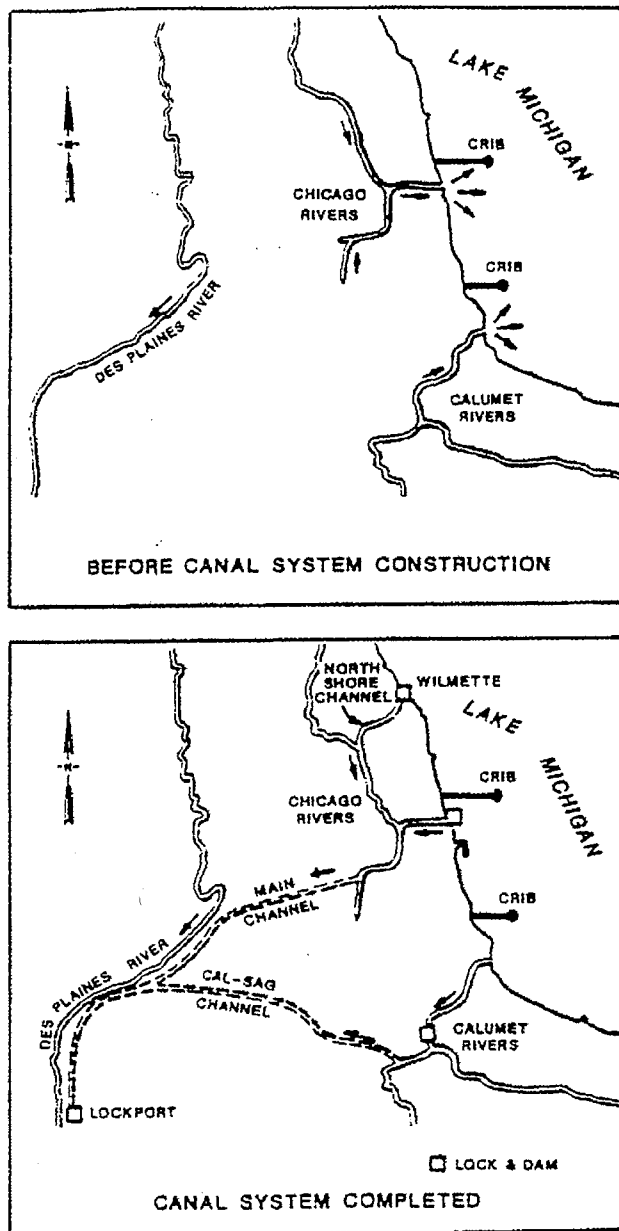 LAKE MICHIGAN
CRIB
CHICAGO
RIVERS
CRIB
DES PLAINES RIVER
CALUMET
RIVERS
BEFORE CANAL SYSTEM CONSTRUCTION
NORTH
SHORE
CHANNEL
WILMETTE
LAKE MICHIGAN
CRIB
CHICAGO
RIVERS
MAIN
CHANNEL
CRIB
DES PLAINES RIVER
CAL-SAG
CHANNEL
CALUMET
RIVERS
LOCKPORT
LOCK & DAM
CANAL SYSTEM COMPLETED